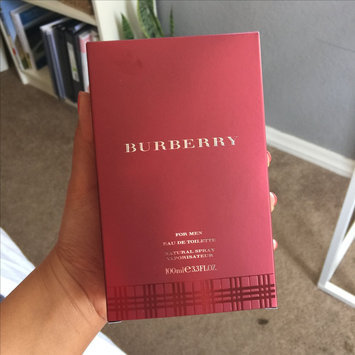 BURBERRY
FOR MEN
EAU DE TOILETTE
NATURAL SPRAY
VAPORISATEUR
100ml℮3.3FL.OZ.